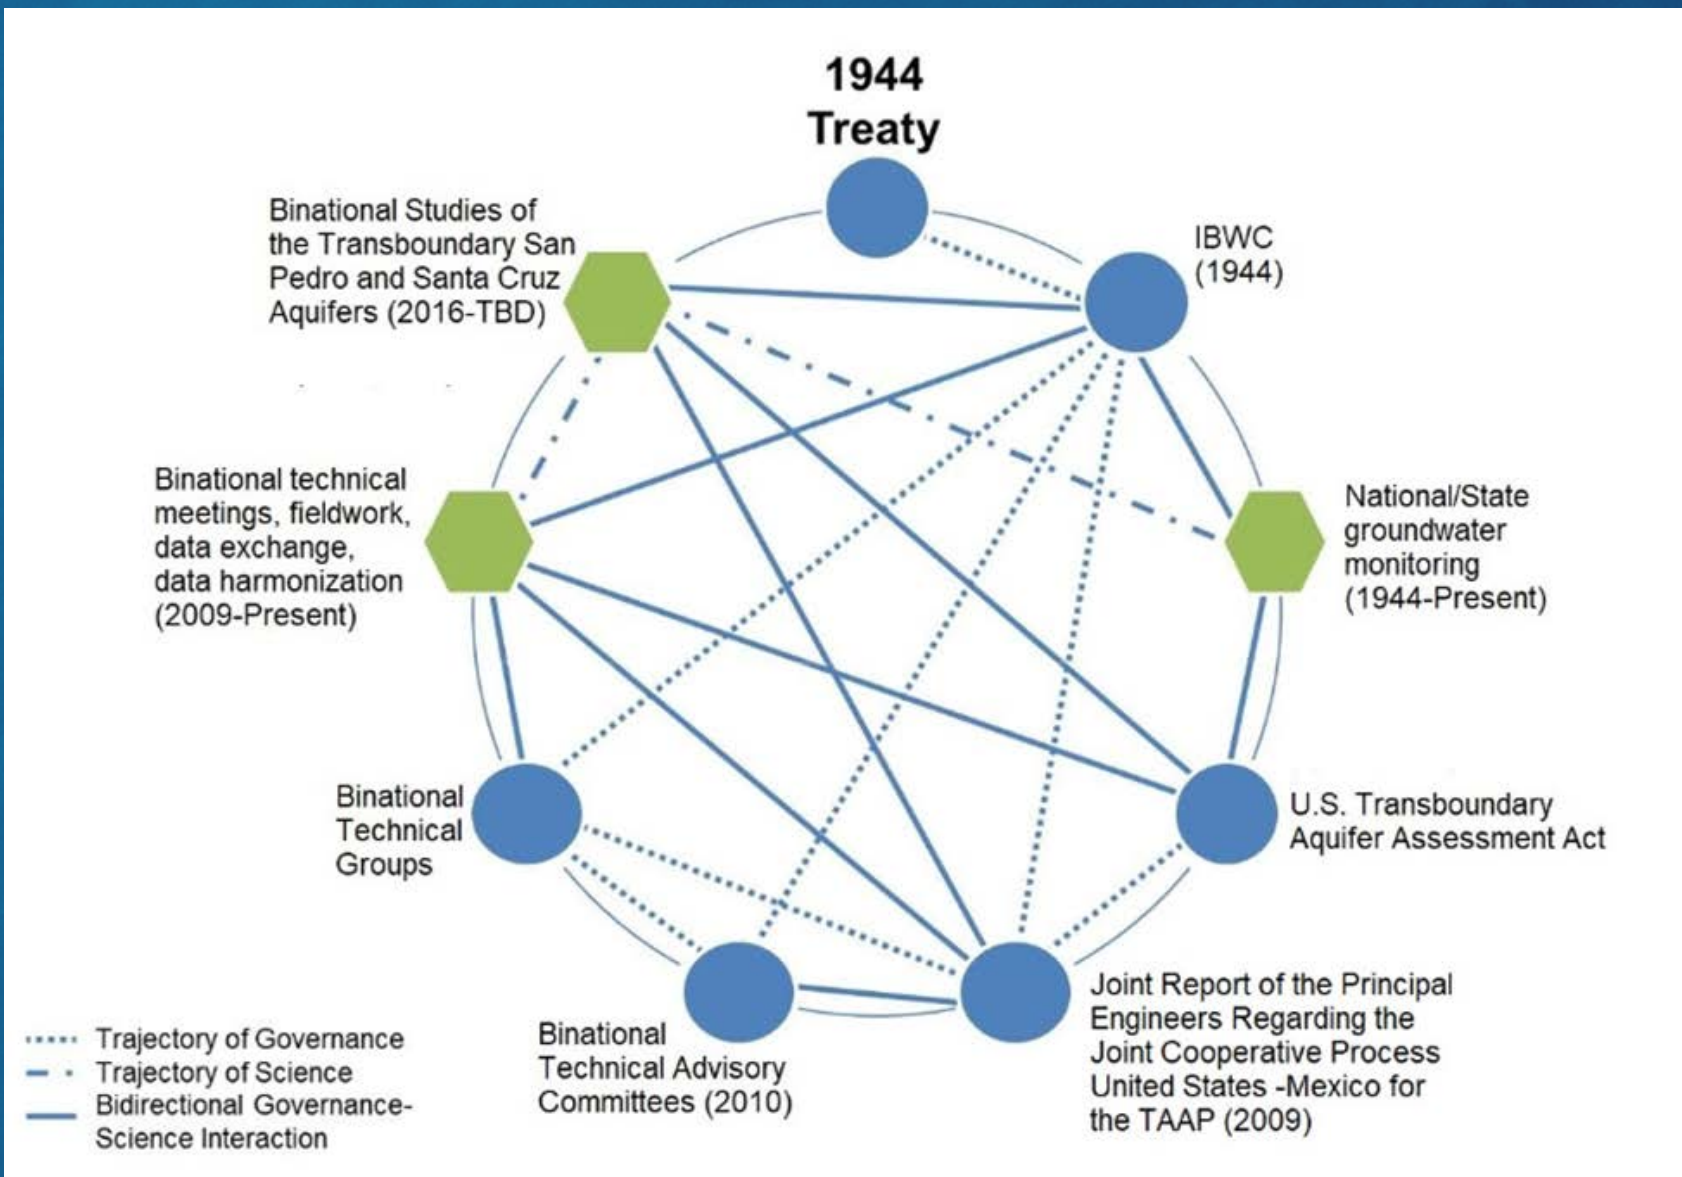 1944
Treaty
IBWC
(1944)
National/State
groundwater
monitoring
(1944-Present)
U.S. Transboundary
Aquifer Assessment Act
Joint Report of the Principal
Engineers Regarding the
Joint Cooperative Process
United States -Mexico for
the TAAP (2009)
Binational
Technical Advisory
Committees (2010)
Binational
Technical
Groups
Binational technical
meetings, fieldwork,
data exchange,
data harmonization
(2009-Present)
Binational Studies of
the Transboundary San
Pedro and Santa Cruz
Aquifers (2016-TBD)
Trajectory of Governance
Trajectory of Science
Bidirectional Governance-
Science Interaction